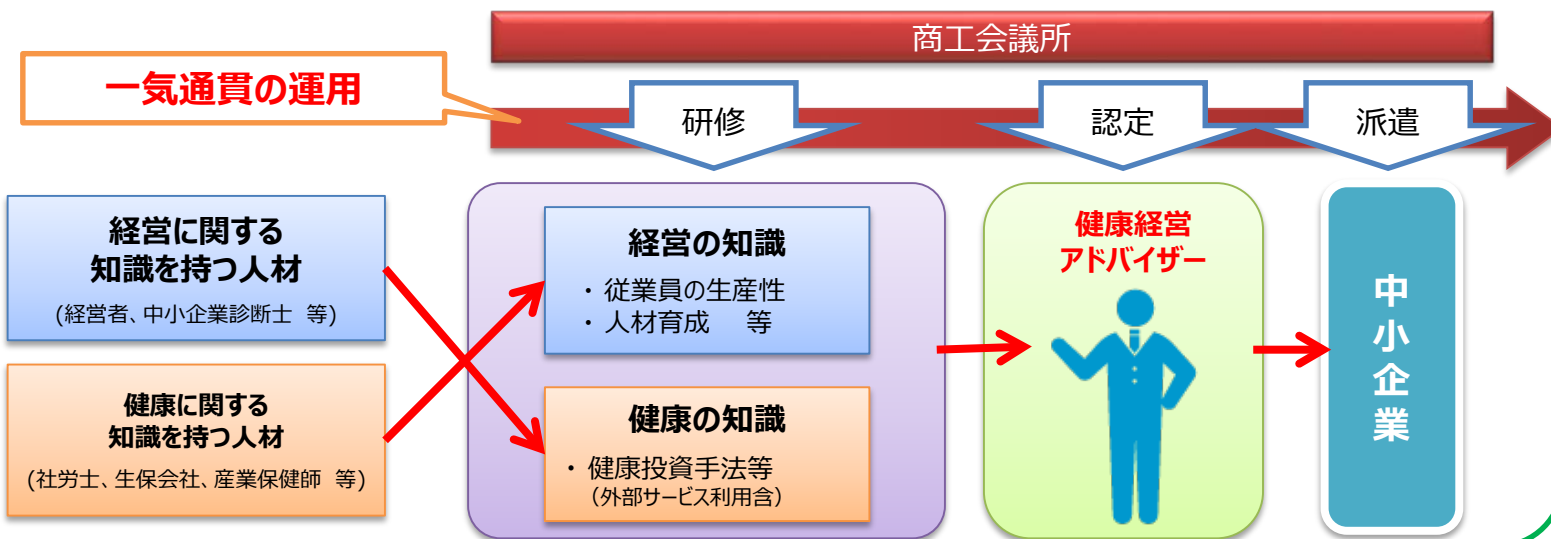 商工会議所
一気通貫の運用
研修
認定
派遣
経営に関する
知識を持つ人材
(経営者、中小企業診断士 等)
健康に関する
知識を持つ人材
(社労士、生保会社、産業保健師 等)
経営の知識
・ 従業員の生産性
・ 人材育成 等
健康の知識
・ 健康投資手法等
(外部サービス利用含)
健康経営
アドバイザー
中小企業